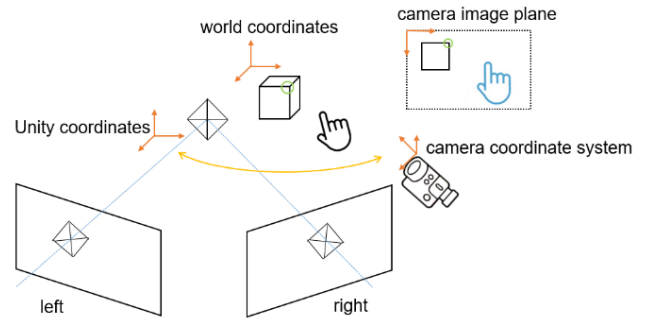 camera image plane
world coordinates
Unity coordinates
camera coordinate system
left
right